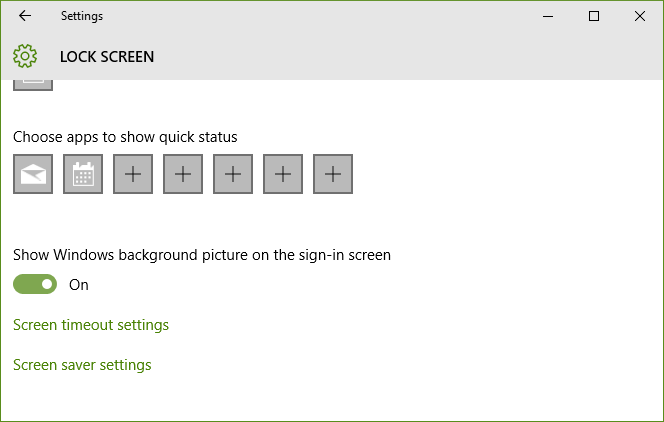 Settings
LOCK SCREEN
Choose apps to show quick status
Show Windows background picture on the sign-in screen
On
Screen timeout settings
Screen saver settings